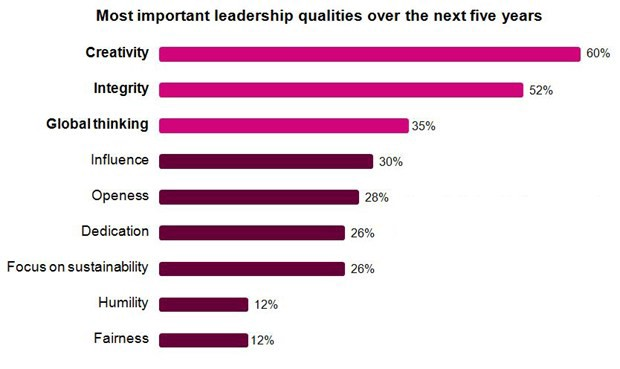 Most important leadership qualities over the next five years
Creativity 60%
Integrity 52%
Global thinking 35%
Influence 30%
Openess 28%
Dedication 26%
Focus on sustainability 26%
Humility 12%
Fairness 12%